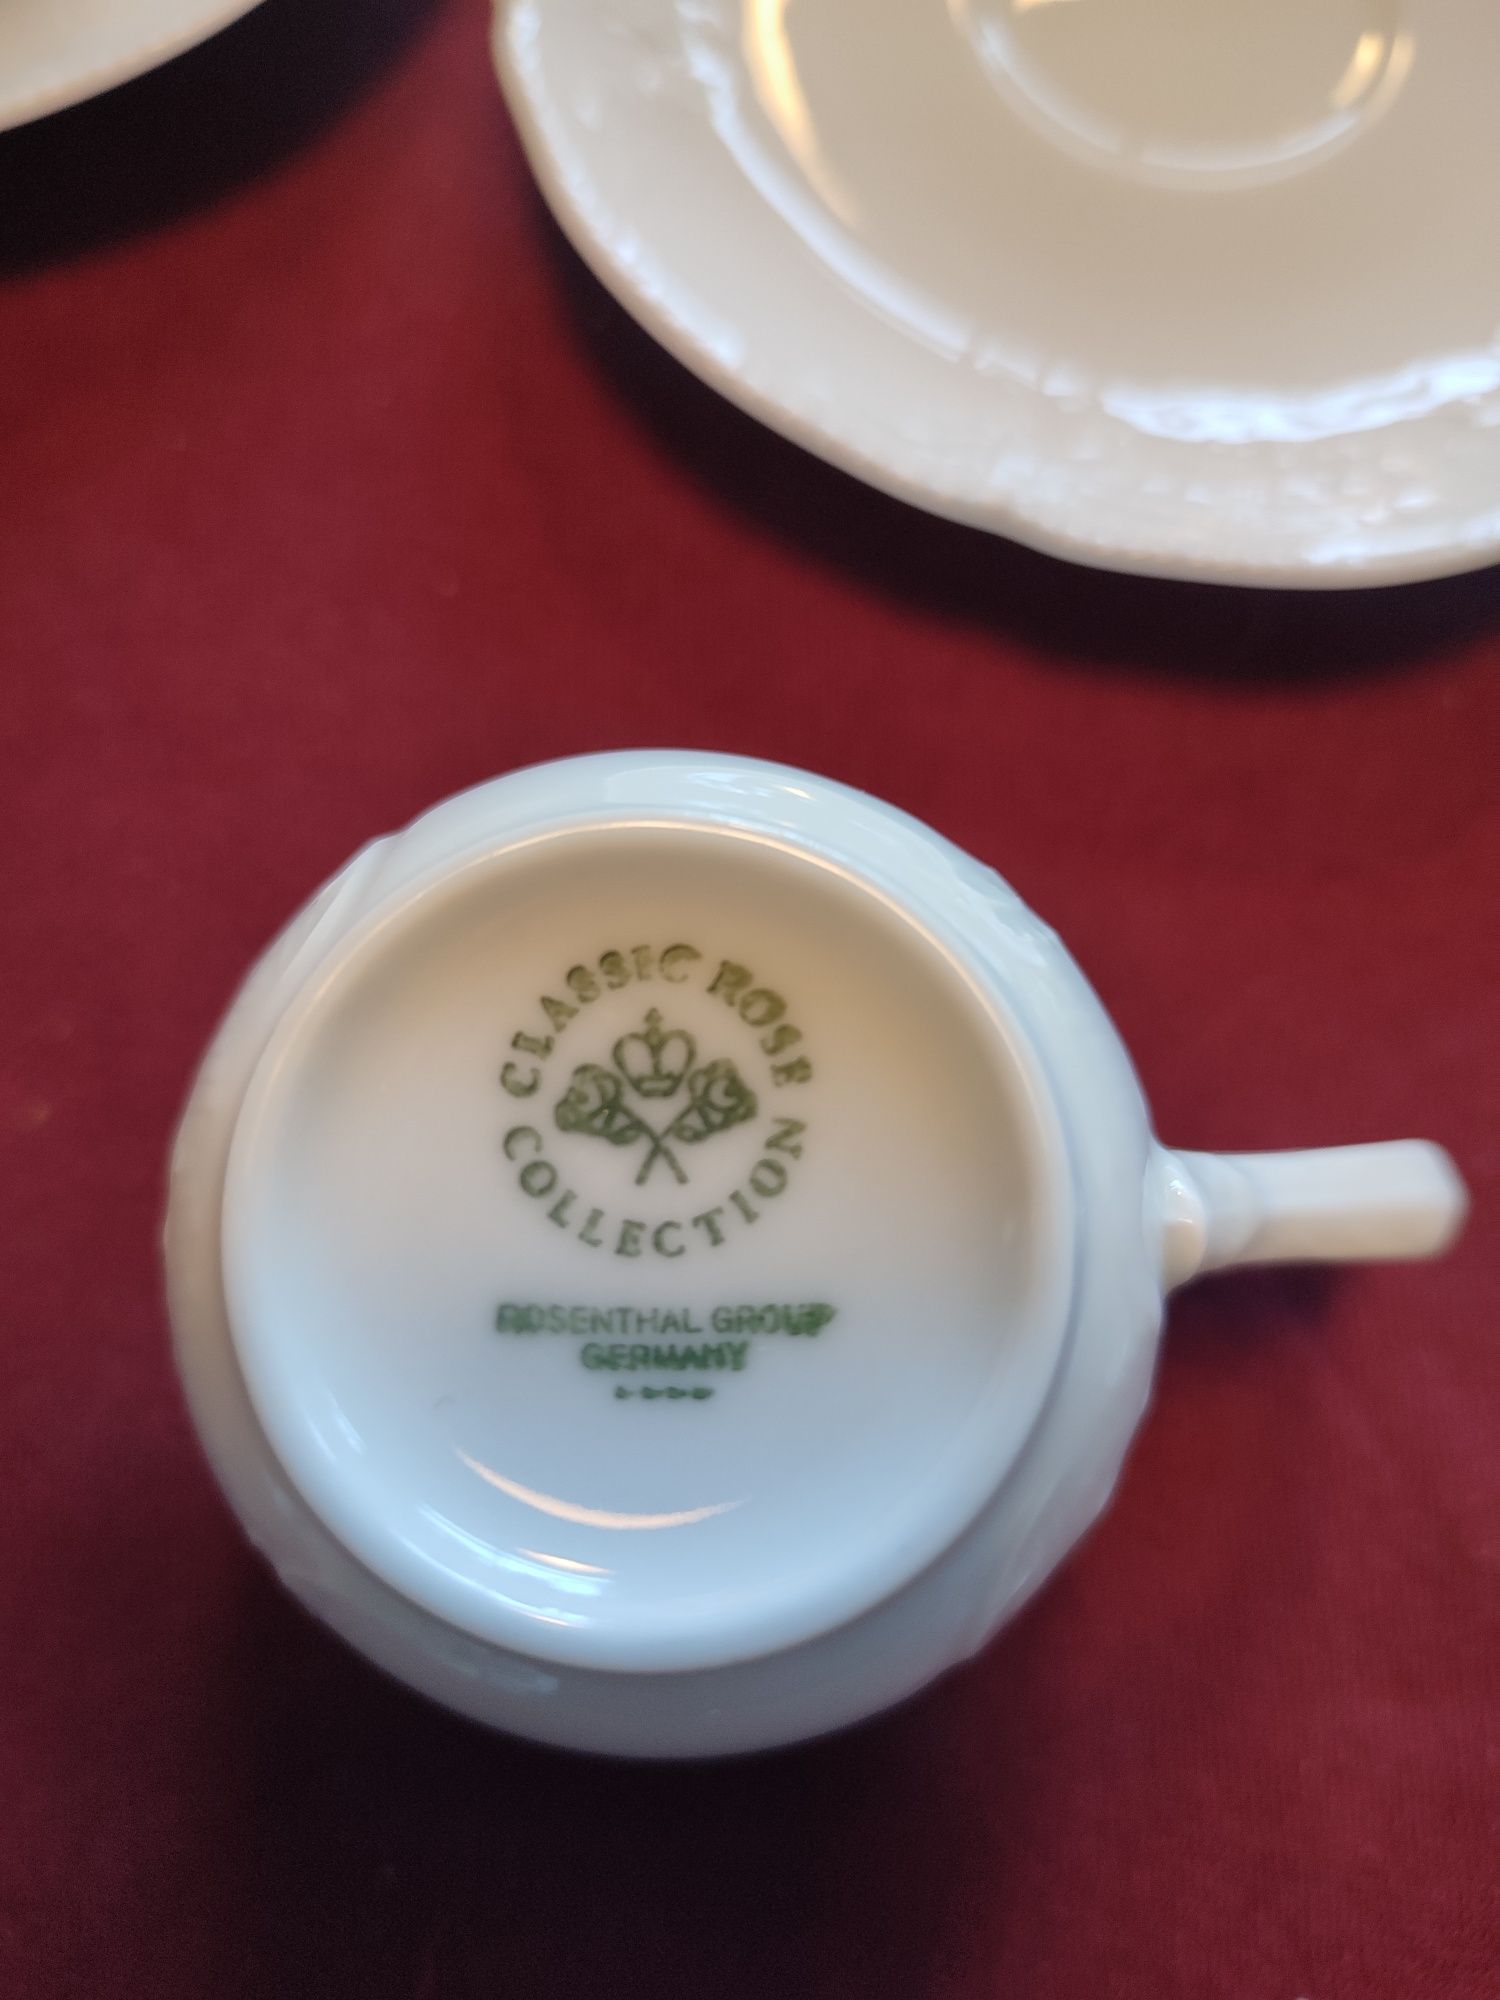 CLASSIC ROSE
COLLECTION
ROSENTHAL GROUP
GERMANY